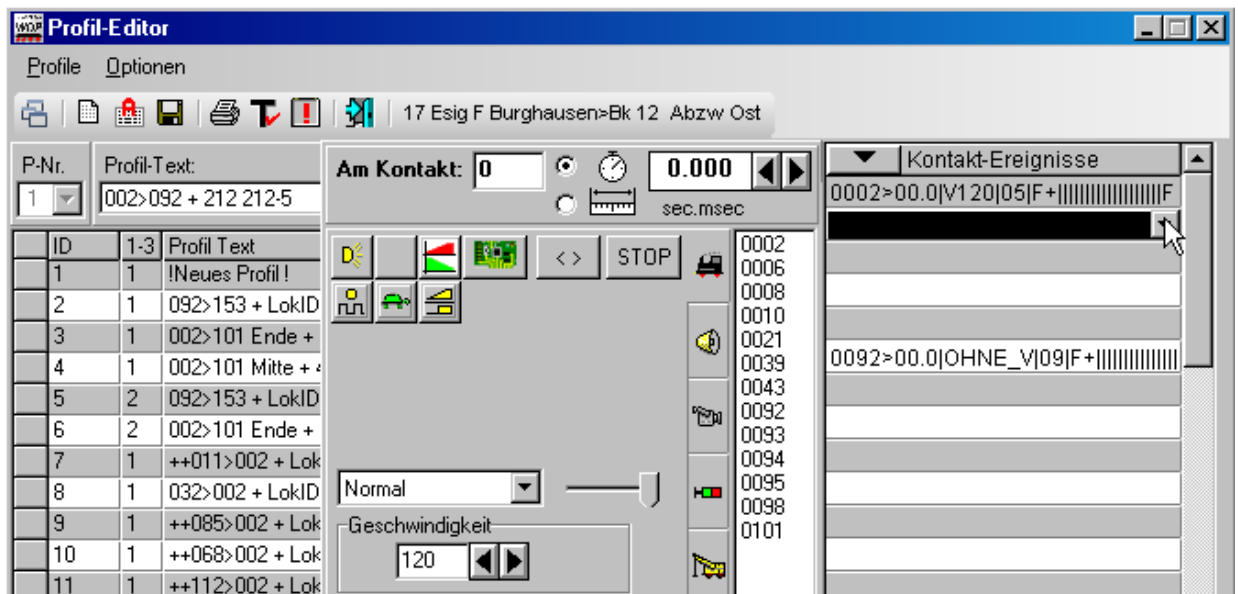 WDP Profil-Editor
Profile Optionen
17 Esig F Burghausen>Bk 12 Abzw Ost
P-Nr. Profil-Text:
1 002>092 + 212 212-5
Am Kontakt: 0
0.000
sec.msec
Kontakt-Ereignisse
0002>00.0|V120|05|F+|||||||||||||||||||F
0092>00.0|OHNE_V|09|F+||||||||||||||
ID 1-3 Profil Text
1 1 !Neues Profil !
2 1 092>153 + LokID
3 1 002>101 Ende +
4 1 002>101 Mitte +
5 2 092>153 + LokID
6 2 002>101 Ende +
7 1 ++011>002 + Lok
8 1 032>002 + LokID
9 1 ++085>002 + Lok
10 1 ++068>002 + Lok
11 1 ++112>002 + Lok
D
< > STOP
Normal
Geschwindigkeit
120
0002
0006
0008
0010
0021
0039
0043
0092
0093
0094
0095
0098
0101